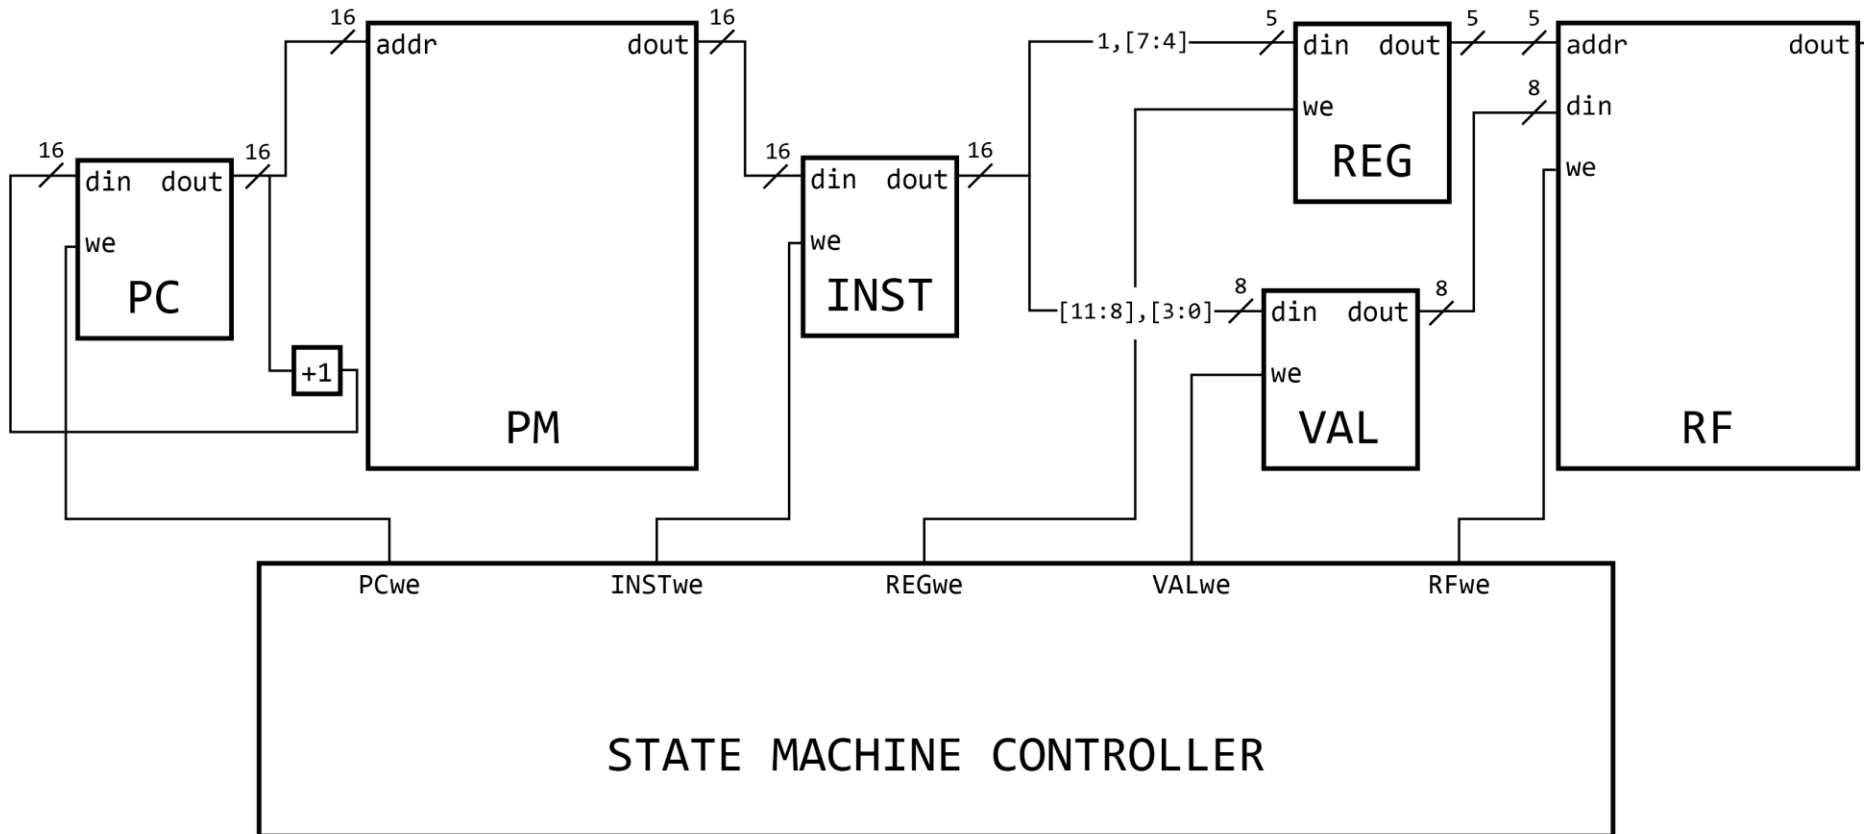 16
16
5
5
5
addr
dout
1,[7:4]
din
dout
addr
dout
8
din
we
REG
we
16
16
16
16
din
dout
din
dout
we
we
PC
INST
+1
PM
[11:8],[3:0]
8
8
din
dout
we
VAL
RF
PCwe
INSTwe
REGwe
VALwe
RFwe
STATE MACHINE CONTROLLER